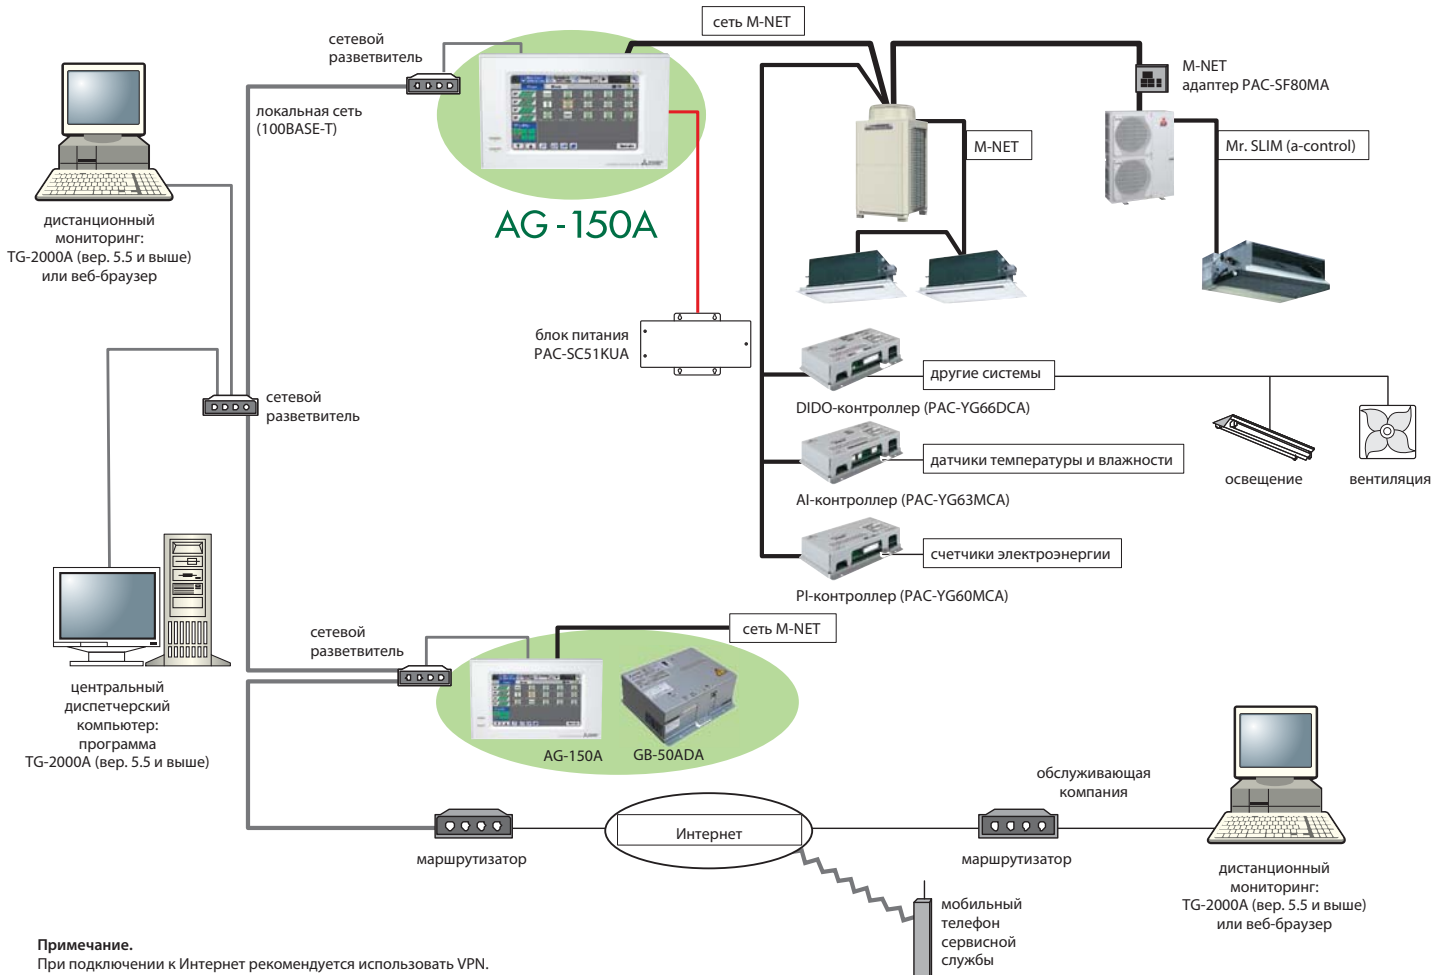 сеть M-NET
сетевой
разветвитель
локальная сеть
(100BASE-T)
M-NET
адаптер PAC-SF80MA
M-NET
Mr. SLIM (a-control)
AG-150A
дистанционный
мониторинг:
TG-2000A (вер. 5.5 и выше)
или веб-браузер
блок питания
PAC-SC51KUA
другие системы
DIDO-контроллер (PAC-YG66DCA)
сетевой
разветвитель
датчики температуры и влажности
AI-контроллер (PAC-YG63MCA)
освещение
вентиляция
счетчики электроэнергии
PI-контроллер (PAC-YG60MCA)
сеть M-NET
сетевой
разветвитель
центральный
диспетчерский
компьютер:
программа
TG-2000A (вер. 5.5 и выше)
AG-150A
GB-50ADA
обслуживающая
компания
Интернет
маршрутизатор
маршрутизатор
дистанционный
мониторинг:
TG-2000A (вер. 5.5 и выше)
или веб-браузер
мобильный
телефон
сервисной
службы
Примечание.
При подключении к Интернет рекомендуется использовать VPN.